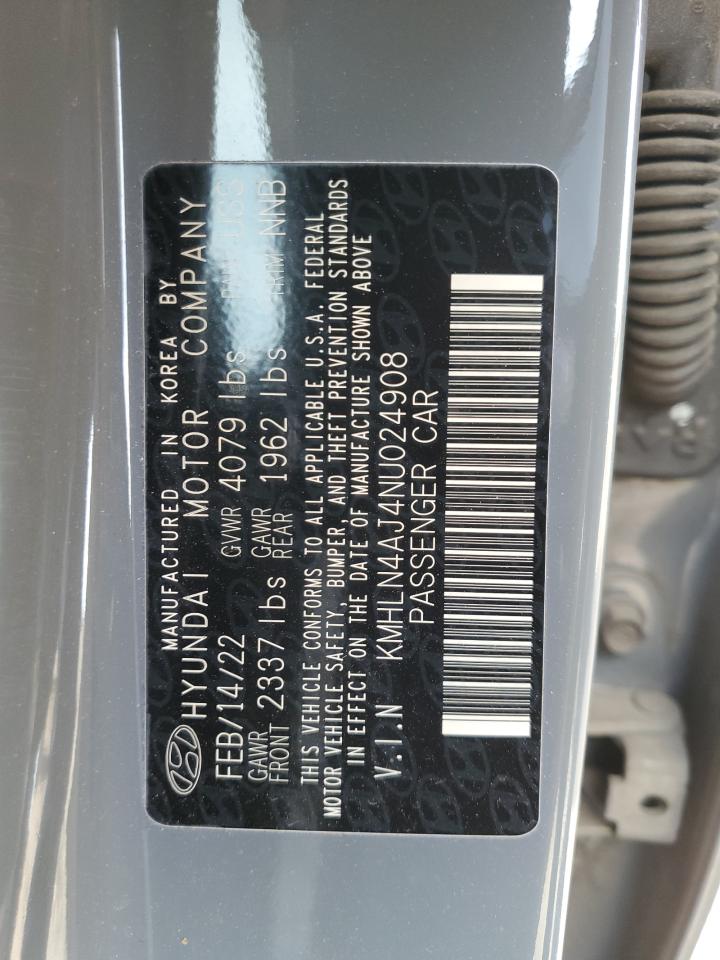 MANUFACTURED IN KOREA BY
HYUNDAI MOTOR COMPANY
FEB/14/22 GVWR 4079 lbs
GAWR FRONT 2337 lbs GAWR REAR 1962 lbs TRIM NNB
THIS VEHICLE CONFORMS TO ALL APPLICABLE U.S.A. FEDERAL
MOTOR VEHICLE SAFETY, BUMPER, AND THEFT PREVENTION STANDARDS
IN EFFECT ON THE DATE OF MANUFACTURE SHOWN ABOVE
V.I.N KMHLN4AJ4NU024908
PASSENGER CAR